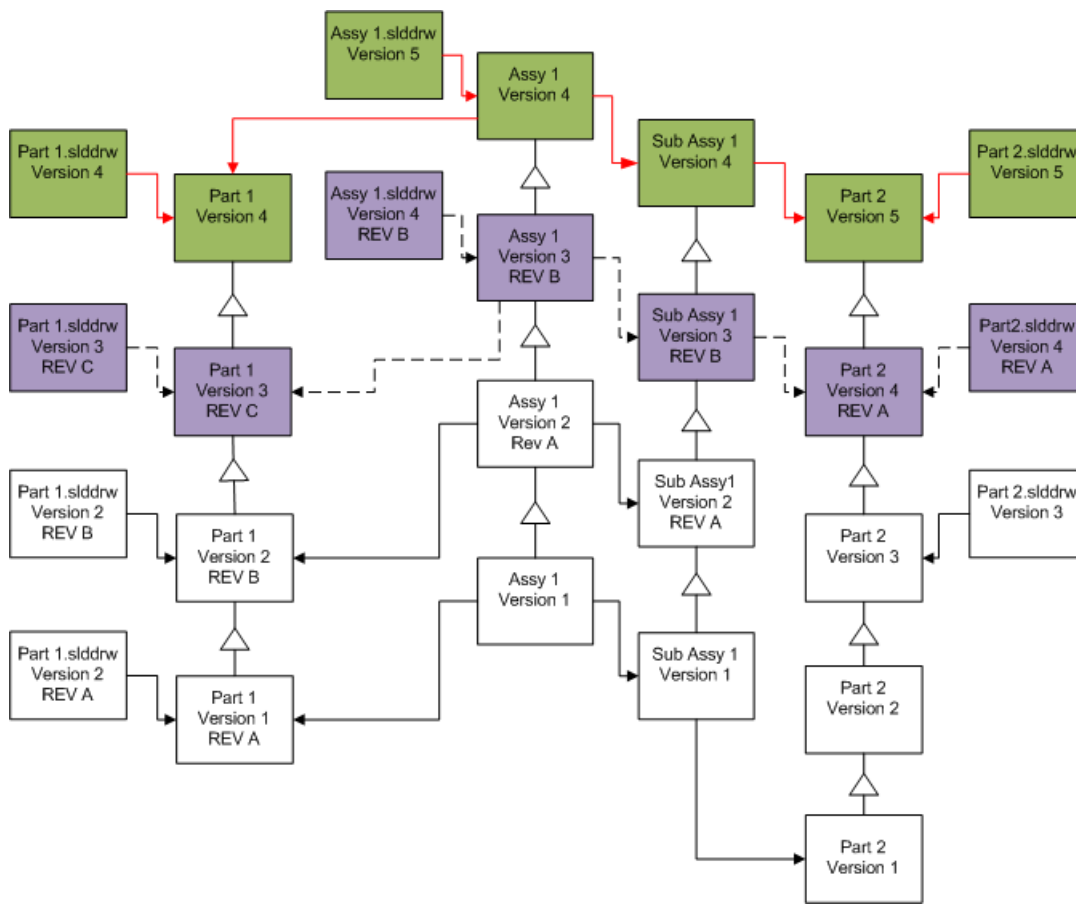 Assy 1.slddrw
Version 5
Assy 1
Version 4
Sub Assy 1
Version 4
Part 1.slddrw
Version 4
Part 2.slddrw
Version 5
Part 1
Version 4
Assy 1.slddrw
Version 4
REV B
Part 2
Version 5
Assy 1
Version 3
REV B
Sub Assy 1
Version 3
REV B
Part 1.slddrw
Version 3
REV C
Part2.slddrw
Version 4
REV A
Part 1
Version 3
REV C
Part 2
Version 4
REV A
Assy 1
Version 2
Rev A
Sub Assy1
Version 2
REV A
Part 1.slddrw
Version 2
REV B
Part 2.slddrw
Version 3
Part 1
Version 2
REV B
Part 2
Version 3
Assy 1
Version 1
Part 1.slddrw
Version 2
REV A
Sub Assy 1
Version 1
Part 1
Version 1
REV A
Part 2
Version 2
Part 2
Version 1